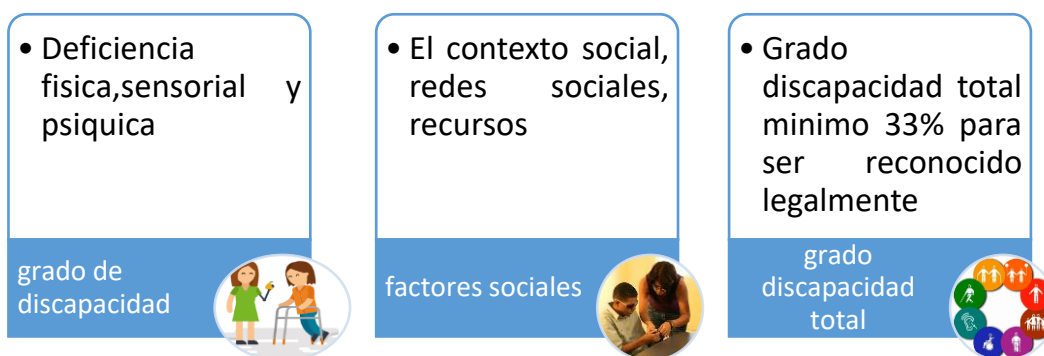 • Deficiencia
fisica,sensorial y
psiquica
grado de
discapacidad
• El contexto social,
redes sociales,
recursos
factores sociales
• Grado
discapacidad total
minimo 33% para
ser reconocido
legalmente
grado
discapacidad
total